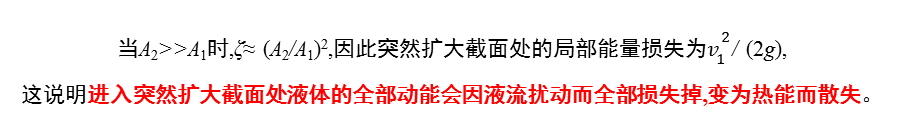 当A₂>>A₁时,ζ≈ (A₂/A₁)²,因此突然扩大截面处的局部能量损失为v₁²/ (2g),
这说明进入突然扩大截面处液体的全部动能会因液流扰动而全部损失掉,变为热能而散失。